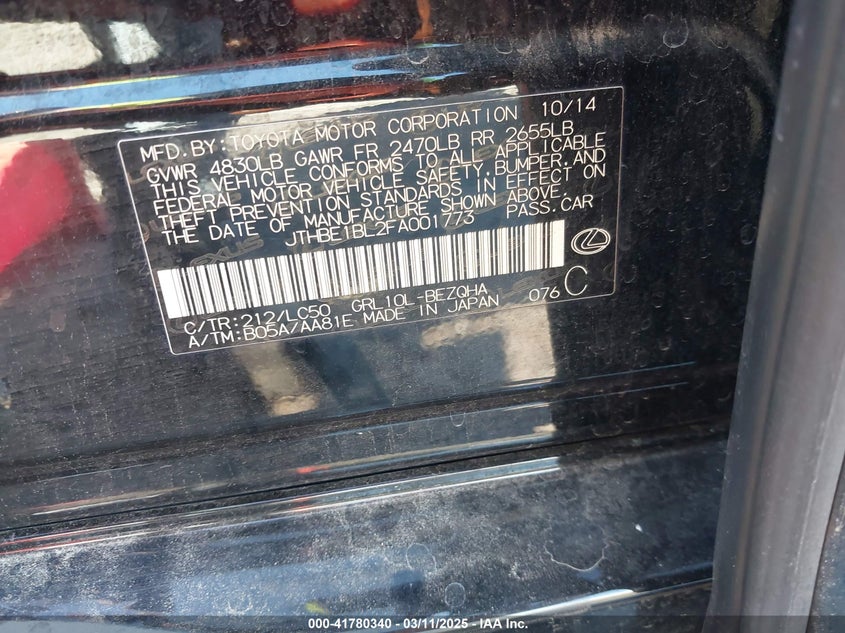 MFD.BY:TOYOTA MOTOR CORPORATION 10/14
GVWR 4830LB GAWR FR 2470LB RR 2655LB
THIS VEHICLE CONFORMS TO ALL APPLICABLE
FEDERAL MOTOR VEHICLE SAFETY,BUMPER,AND
THEFT PREVENTION STANDARDS IN EFFECT ON
THE DATE OF MANUFACTURE SHOWN ABOVE.
JTHBE1BL2FA001773 PASS.CAR
C/TR:212/LC50 GRL10L-BEZQHA 076 C
A/TM:B05A/AA81E MADE IN JAPAN
000-41780340 - 03/11/2025 - IAA Inc.